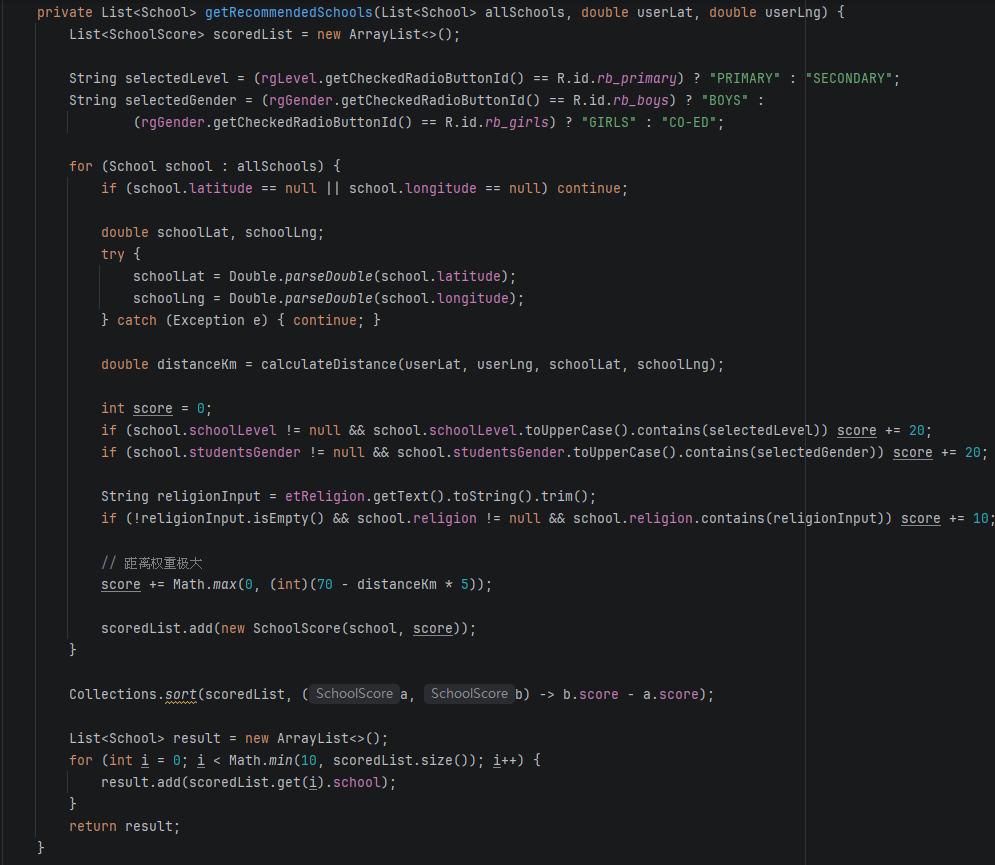 private List<School> getRecommendedSchools(List<School> allSchools, double userLat, double userLng) {
    List<SchoolScore> scoredList = new ArrayList<>();

    String selectedLevel = (rgLevel.getCheckedRadioButtonId() == R.id.rb_primary) ? "PRIMARY" : "SECONDARY";
    String selectedGender = (rgGender.getCheckedRadioButtonId() == R.id.rb_boys) ? "BOYS" :
            (rgGender.getCheckedRadioButtonId() == R.id.rb_girls) ? "GIRLS" : "CO-ED";

    for (School school : allSchools) {
        if (school.latitude == null || school.longitude == null) continue;

        double schoolLat, schoolLng;
        try {
            schoolLat = Double.parseDouble(school.latitude);
            schoolLng = Double.parseDouble(school.longitude);
        } catch (Exception e) { continue; }

        double distanceKm = calculateDistance(userLat, userLng, schoolLat, schoolLng);

        int score = 0;
        if (school.schoolLevel != null && school.schoolLevel.toUpperCase().contains(selectedLevel)) score += 20;
        if (school.studentsGender != null && school.studentsGender.toUpperCase().contains(selectedGender)) score += 20;

        String religionInput = etReligion.getText().toString().trim();
        if (!religionInput.isEmpty() && school.religion != null && school.religion.contains(religionInput)) score += 10;

        // 距离权重极大
        score += Math.max(0, (int)(70 - distanceKm * 5));

        scoredList.add(new SchoolScore(school, score));
    }

    Collections.sort(scoredList, (SchoolScore a, SchoolScore b) -> b.score - a.score);

    List<School> result = new ArrayList<>();
    for (int i = 0; i < Math.min(10, scoredList.size()); i++) {
        result.add(scoredList.get(i).school);
    }
    return result;
}